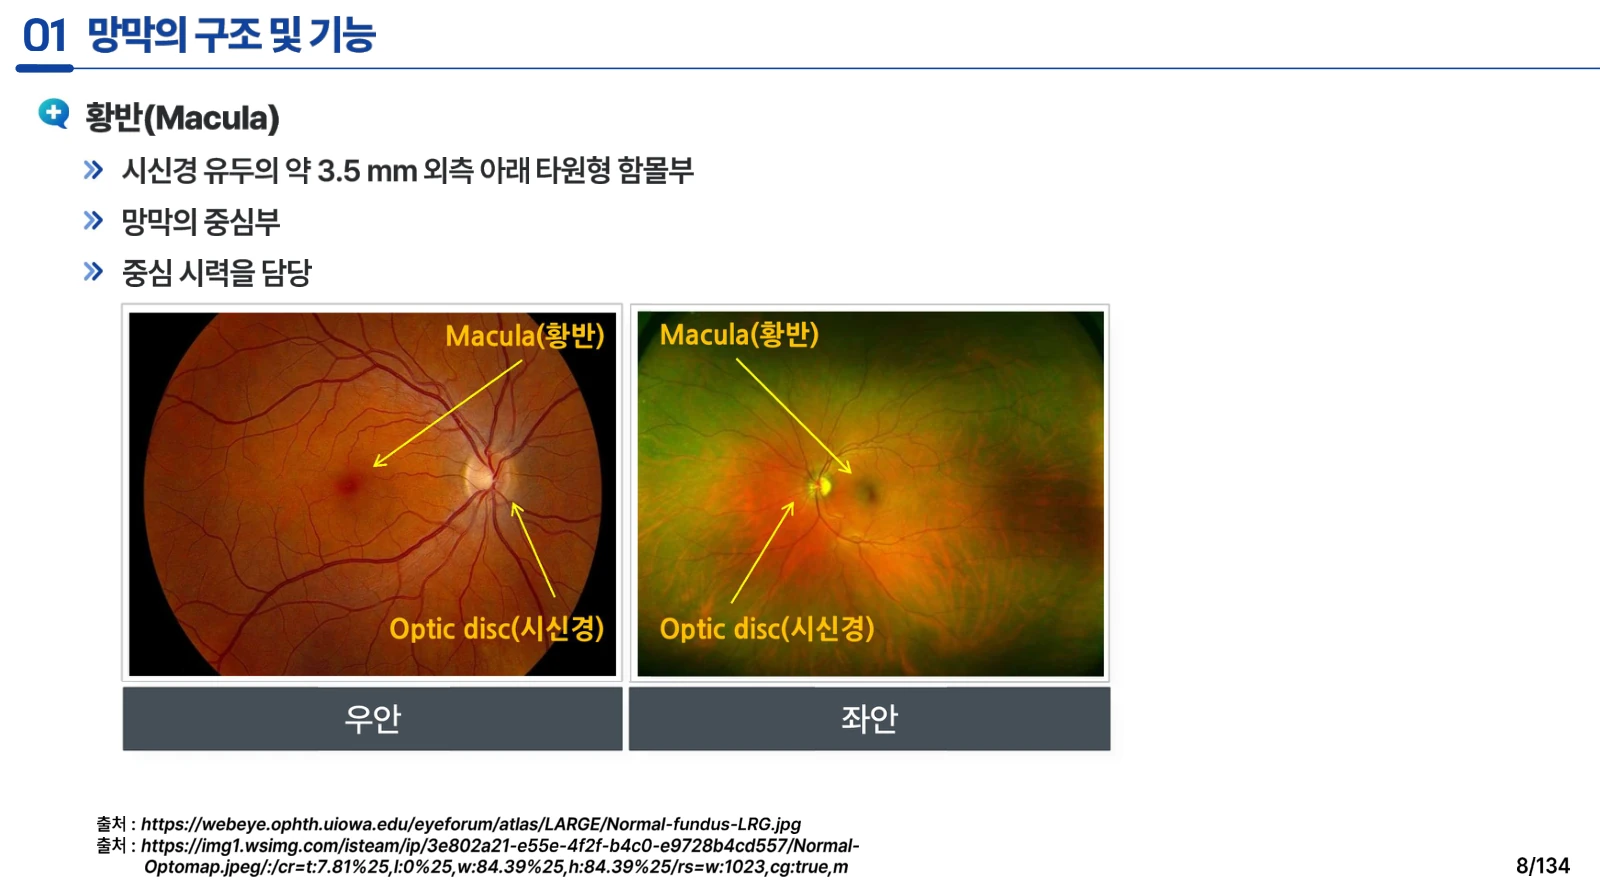 01 망막의 구조 및 기능
황반(Macula)
시신경 유두의 약 3.5 mm 외측 아래 타원형 함몰부
망막의 중심부
중심 시력을 담당
Macula(황반)
Optic disc(시신경)
우안
Macula(황반)
Optic disc(시신경)
좌안
출처 : https://webeye.ophth.uiowa.edu/eyeforum/atlas/LARGE/Normal-fundus-LRG.jpg
출처 : https://img1.wsimg.com/isteam/ip/3e802a21-e55e-4f2f-b4c0-e9728b4cd557/Normal-
Optomap.jpeg/:/cr=t:7.81%25,l:0%25,w:84.39%25,h:84.39%25/rs=w:1023,cg:true,m
8/134